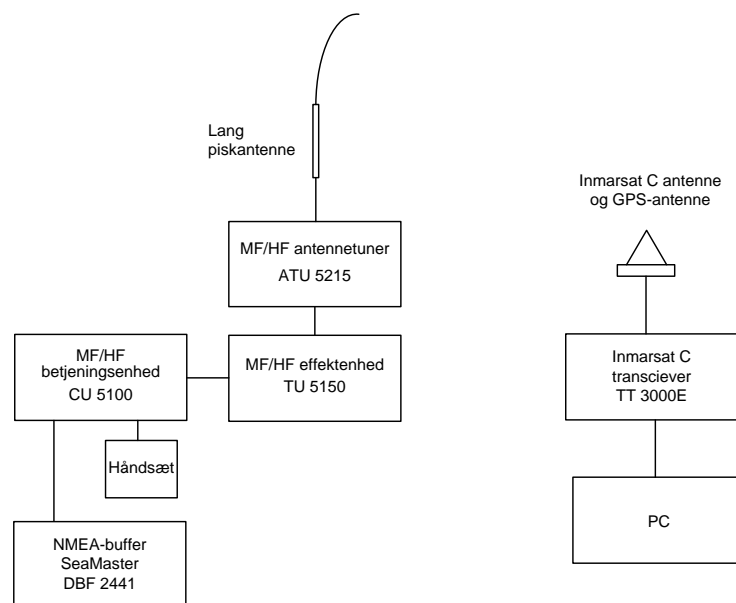 Lang
piskantenne
Inmarsat C antenne
og GPS-antenne
MF/HF antennetuner
ATU 5215
MF/HF
betjeningsenhed
CU 5100
MF/HF effektenhed
TU 5150
Inmarsat C
transciever
TT 3000E
Håndsæt
PC
NMEA-buffer
SeaMaster
DBF 2441